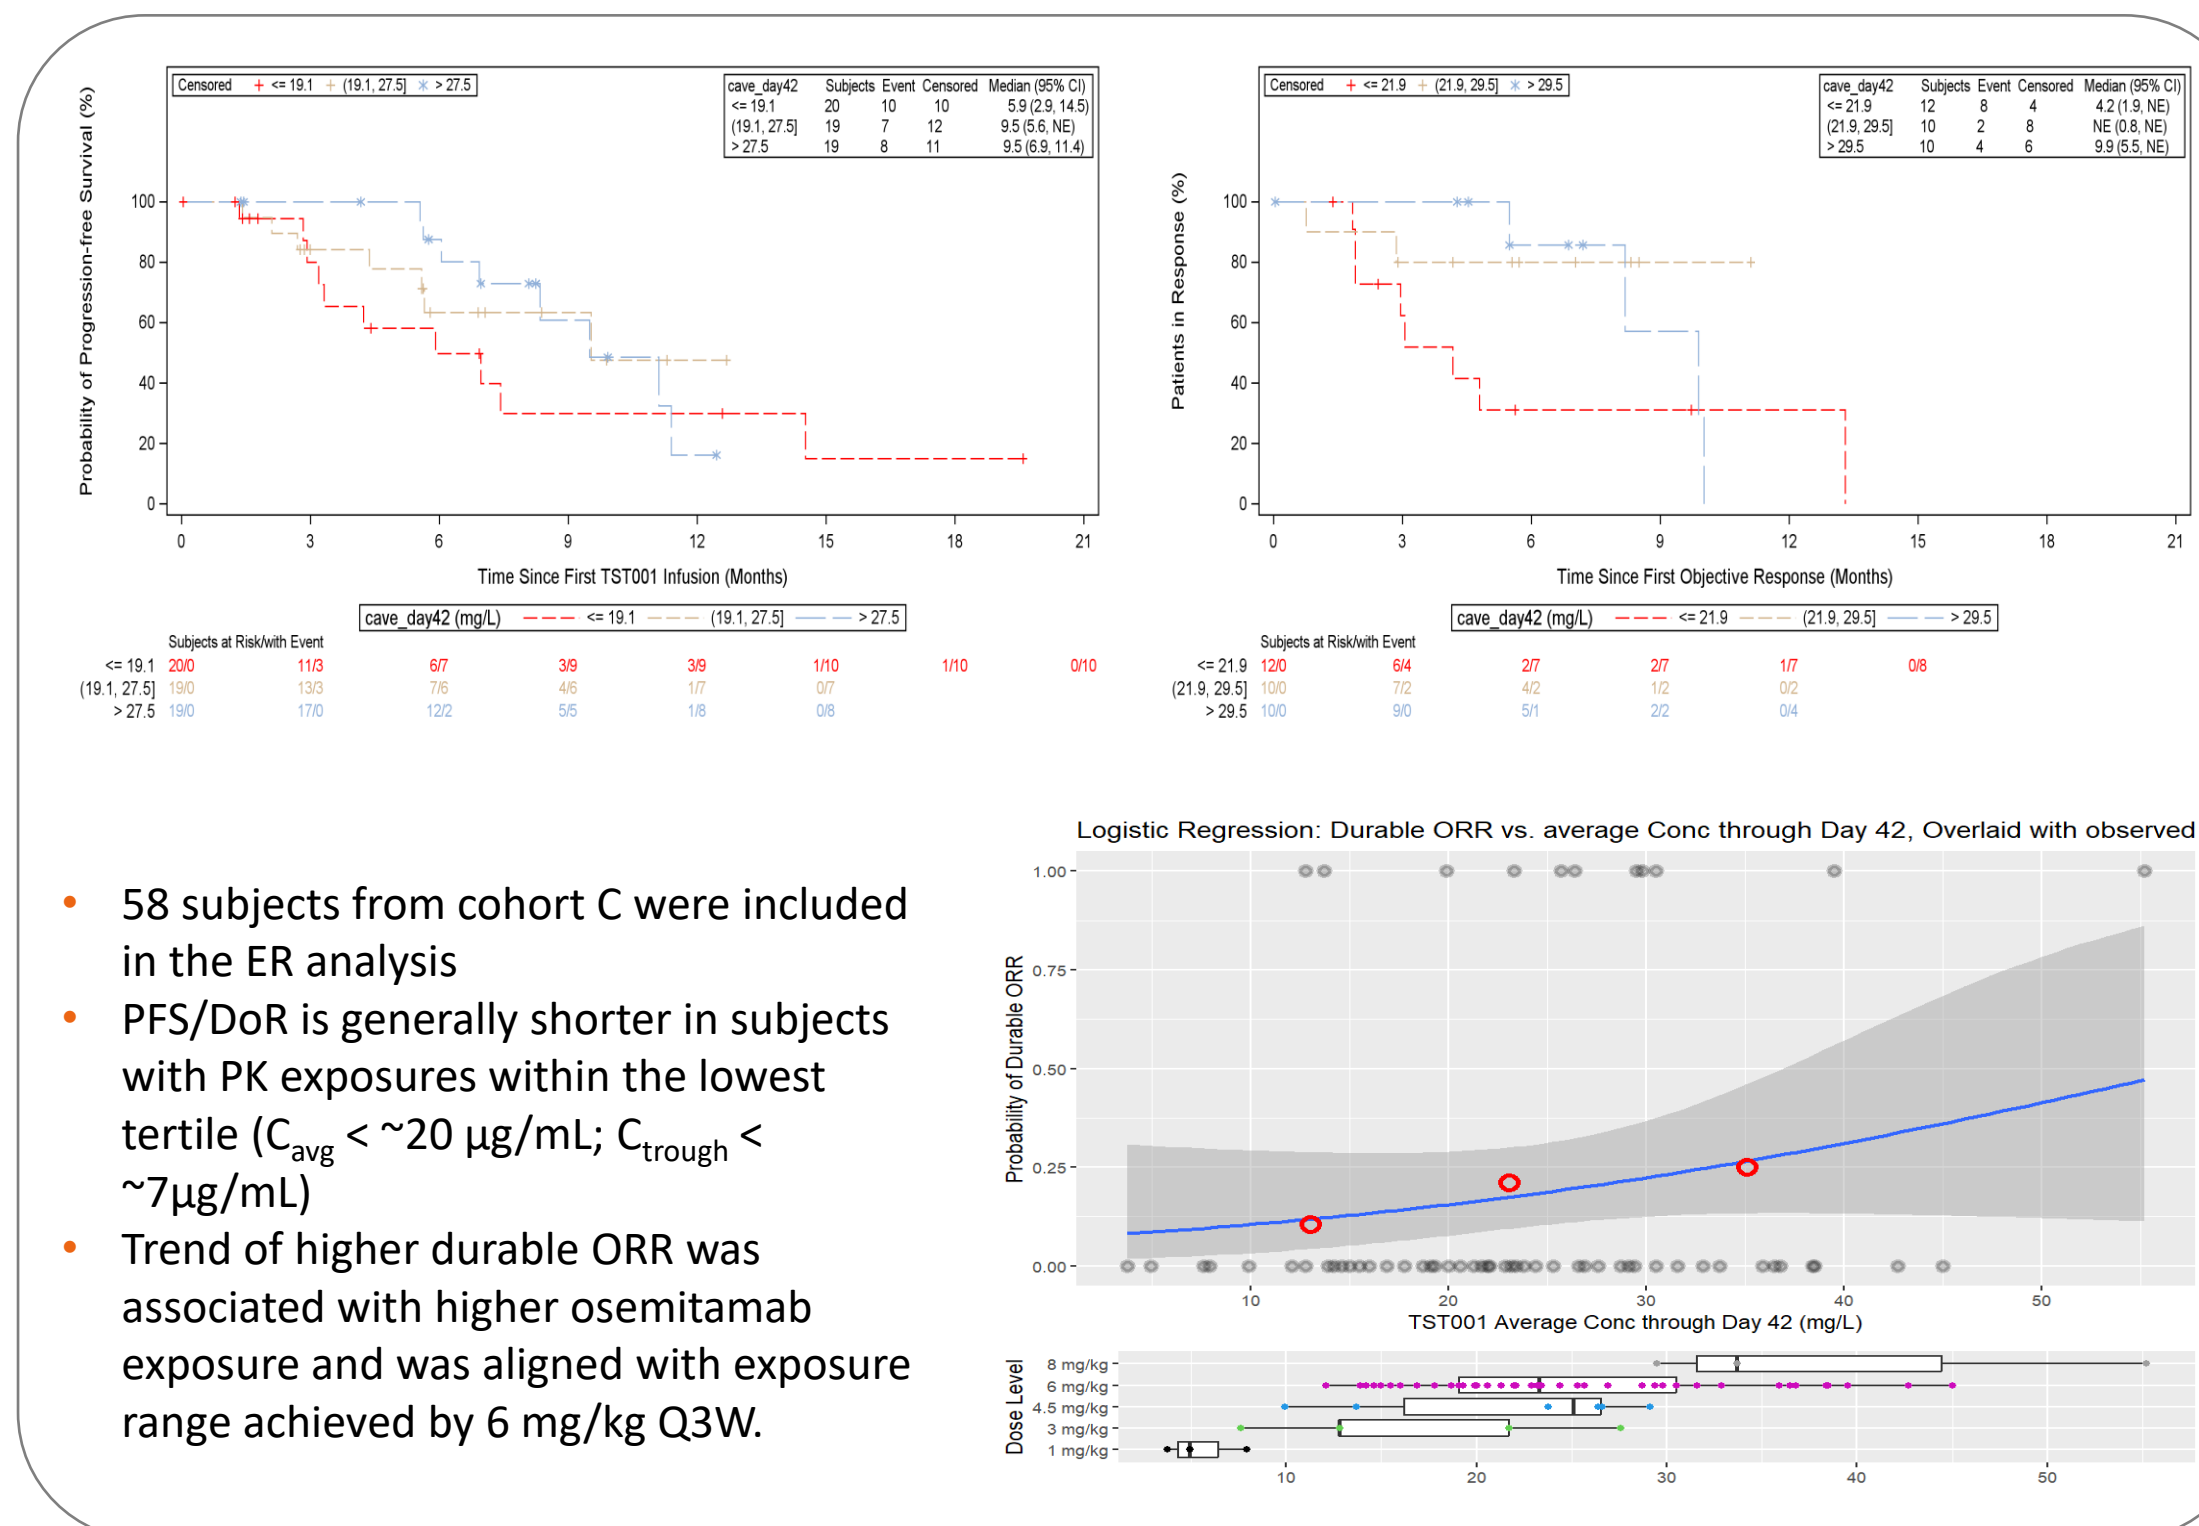 Censored + <= 19.1 + (19.1, 27.5] ✳ > 27.5
cave_day42 Subjects Event Censored Median (95% CI)
<= 19.1 20 10 10 5.9 (2.9, 14.5)
(19.1, 27.5] 19 7 12 9.5 (5.6, NE)
> 27.5 19 8 11 9.5 (6.9, 11.4)
Probability of Progression-free Survival (%)
100
80
60
40
20
0
0 3 6 9 12 15 18 21
Time Since First TST001 Infusion (Months)
cave_day42 (mg/L) <= 19.1 (19.1, 27.5] > 27.5
Subjects at Risk/with Event
<= 19.1 20/0 11/3 6/7 3/9 3/9 1/10 1/10 0/10
(19.1, 27.5] 19/0 13/3 7/6 4/6 1/7 0/7
> 27.5 19/0 17/0 12/2 5/5 1/8 0/8
Censored + <= 21.9 + (21.9, 29.5] ✳ > 29.5
cave_day42 Subjects Event Censored Median (95% CI)
<= 21.9 12 8 4 4.2 (1.9, NE)
(21.9, 29.5] 10 2 8 NE (0.8, NE)
> 29.5 10 4 6 9.9 (5.5, NE)
Patients in Response (%)
100
80
60
40
20
0
0 3 6 9 12 15 18 21
Time Since First Objective Response (Months)
cave_day42 (mg/L) <= 21.9 (21.9, 29.5] > 29.5
Subjects at Risk/with Event
<= 21.9 12/0 6/4 2/7 2/7 1/7 0/8
(21.9, 29.5] 10/0 7/2 4/2 1/2 0/2
> 29.5 10/0 9/0 5/1 2/2 0/4
• 58 subjects from cohort C were included
in the ER analysis
• PFS/DoR is generally shorter in subjects
with PK exposures within the lowest
tertile (Cavg < ~20 µg/mL; Ctrough <
~7µg/mL)
• Trend of higher durable ORR was
associated with higher osemitamab
exposure and was aligned with exposure
range achieved by 6 mg/kg Q3W.
Logistic Regression: Durable ORR vs. average Conc through Day 42, Overlaid with observed
Probability of Durable ORR
1.00
0.75
0.50
0.25
0.00
10 20 30 40 50
TST001 Average Conc through Day 42 (mg/L)
Dose Level
8 mg/kg
6 mg/kg
4.5 mg/kg
3 mg/kg
1 mg/kg
10 20 30 40 50